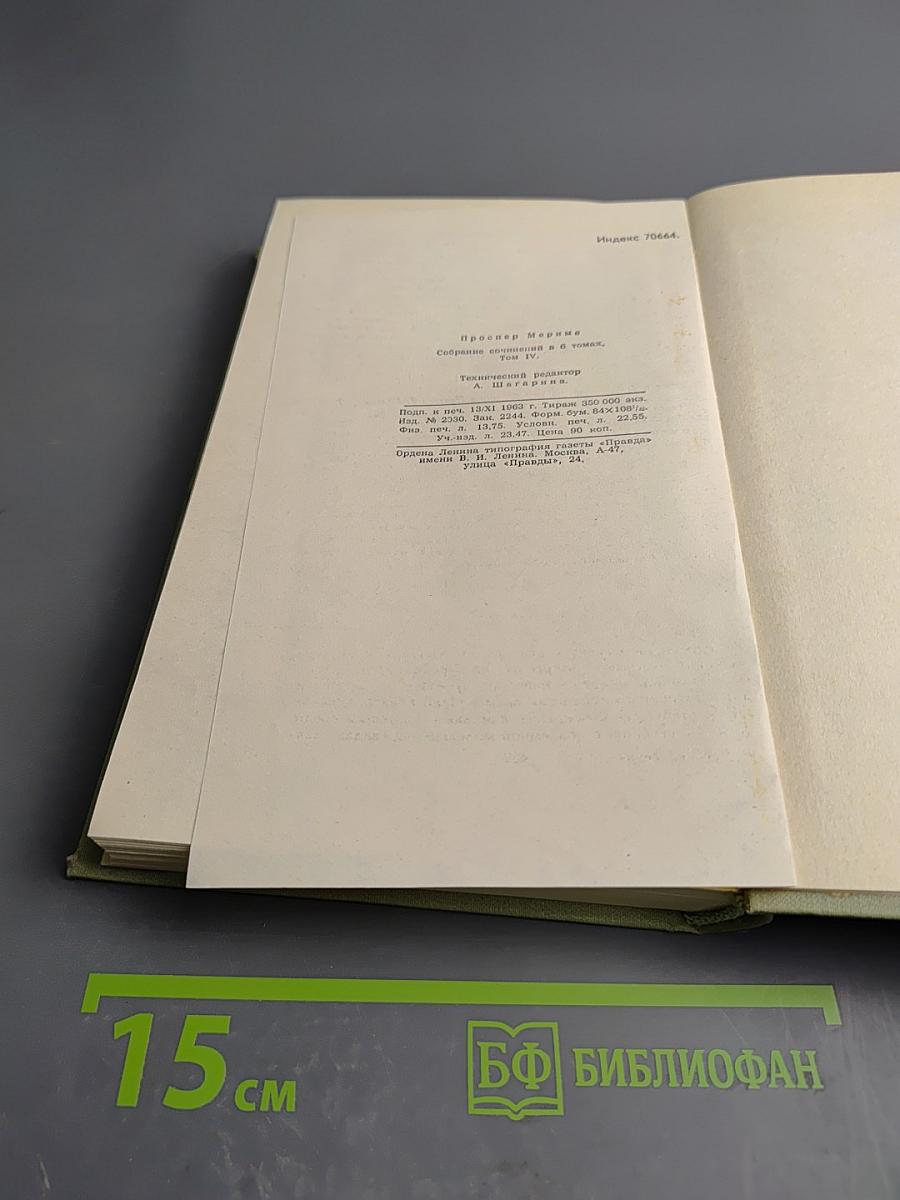 Индекс 70664.
Проспер Мериме
Собрание сочинений в 6 томах.
Том IV.
Технический редактор
А. Шагарина.
Подп. к печ. 13/XI 1963 г. Тираж 350 000 экз.
Изд. № 2330. Зак. 2244. Форм. бум. 84×108¹/₃₂.
Физ. печ. л. 13,75. Условн. печ. л. 22,55.
Уч.-изд. л. 23,47. Цена 90 коп.
Ордена Ленина типография газеты «Правда»
имени В. И. Ленина. Москва, А-47,
улица «Правды», 24.
15 см
БФ БИБЛИОФАН